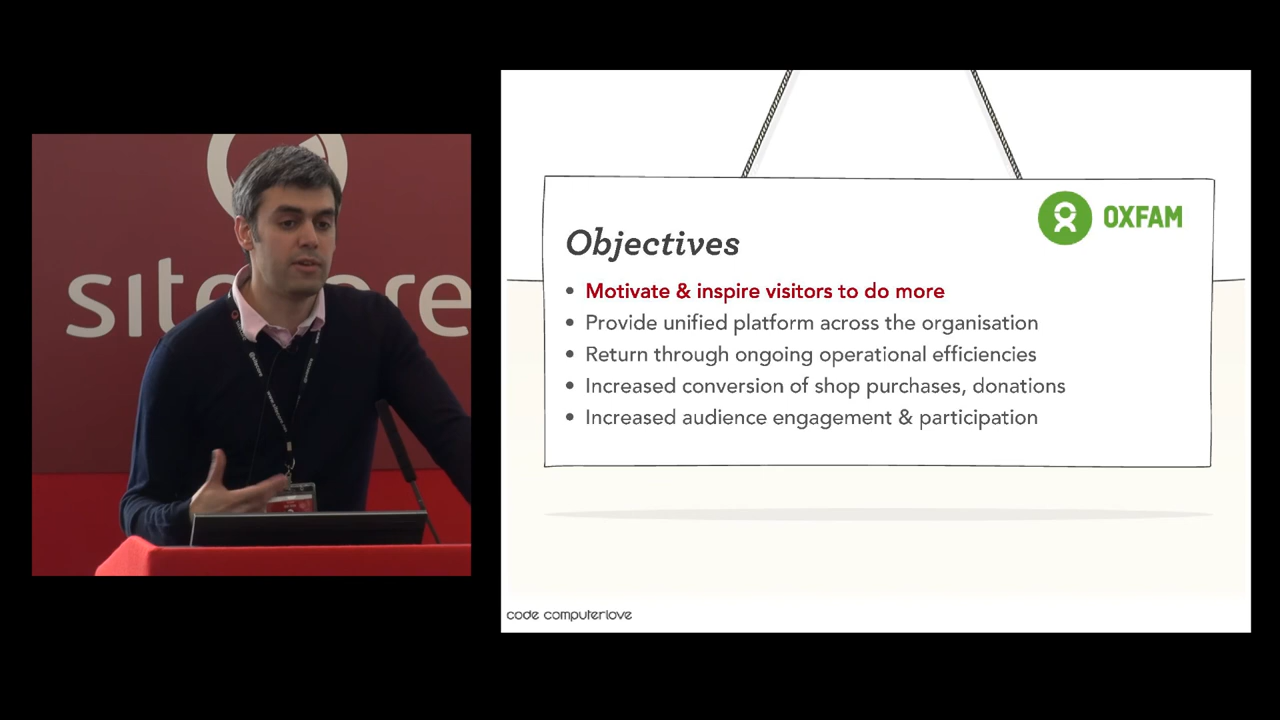 sitecore
OXFAM
Objectives
• Motivate & inspire visitors to do more
• Provide unified platform across the organisation
• Return through ongoing operational efficiencies
• Increased conversion of shop purchases, donations
• Increased audience engagement & participation
code computerlove